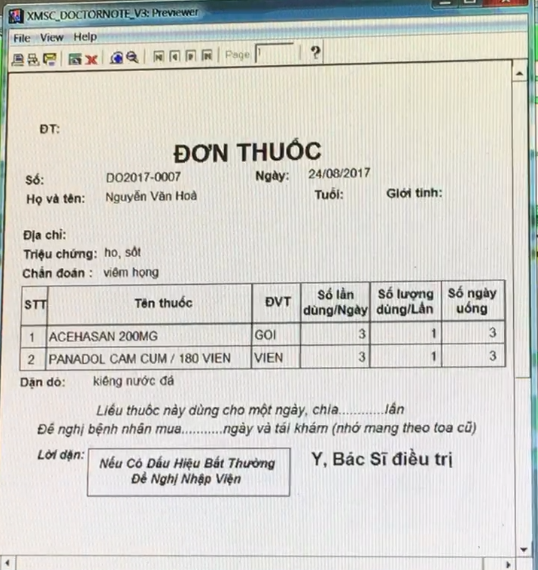 XMSC_DOCTORNOTE_V3: Previewer
File View Help
Page: 1
?
ĐT:
ĐƠN THUỐC
Số: DO2017-0007 Ngày: 24/08/2017
Họ và tên: Nguyễn Văn Hoà Tuổi: Giới tính:
Địa chỉ:
Triệu chứng: ho, sốt
Chẩn đoán : viêm họng
STT Tên thuốc ĐVT Số lần dùng/Ngày Số lượng dùng/Lần Số ngày uống
1 ACEHASAN 200MG GOI 3 1 3
2 PANADOL CAM CUM / 180 VIEN VIEN 3 1 3
Dặn dò: kiêng nước đá
Liều thuốc này dùng cho một ngày, chia............lần
Đề nghị bệnh nhân mua..........ngày và tái khám (nhớ mang theo toa cũ)
Lời dặn: Nếu Có Dấu Hiệu Bất Thường Y, Bác Sĩ điều trị
Đề Nghị Nhập Viện